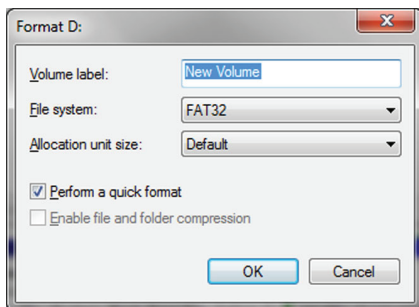 Format D:
Volume label: New Volume
File system: FAT32
Allocation unit size: Default
Perform a quick format
Enable file and folder compression
OK Cancel